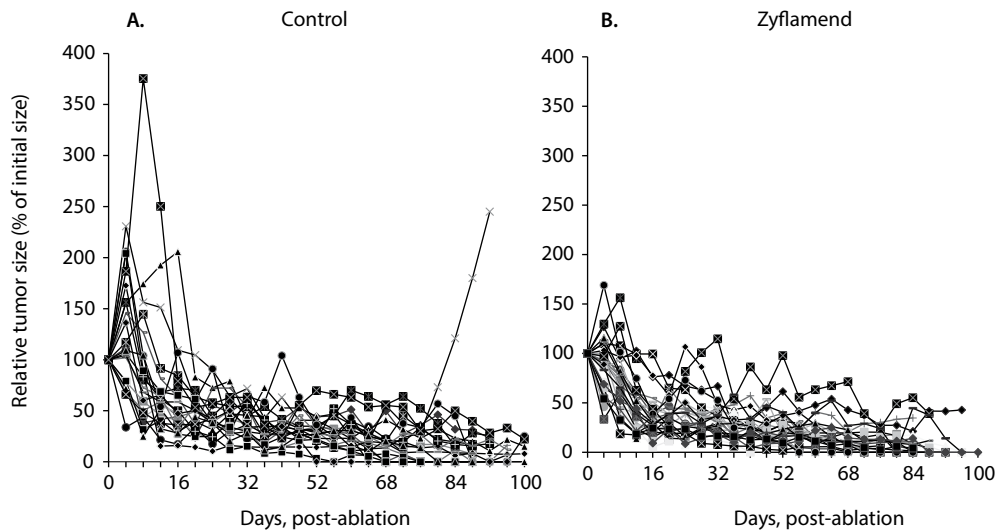 A. Control
B. Zyflamend
Relative tumor size (% of initial size)
400
350
300
250
200
150
100
50
0
0 16 32 52 68 84 100
Days, post-ablation
400
350
300
250
200
150
100
50
0
0 16 32 52 68 84 100
Days, post-ablation